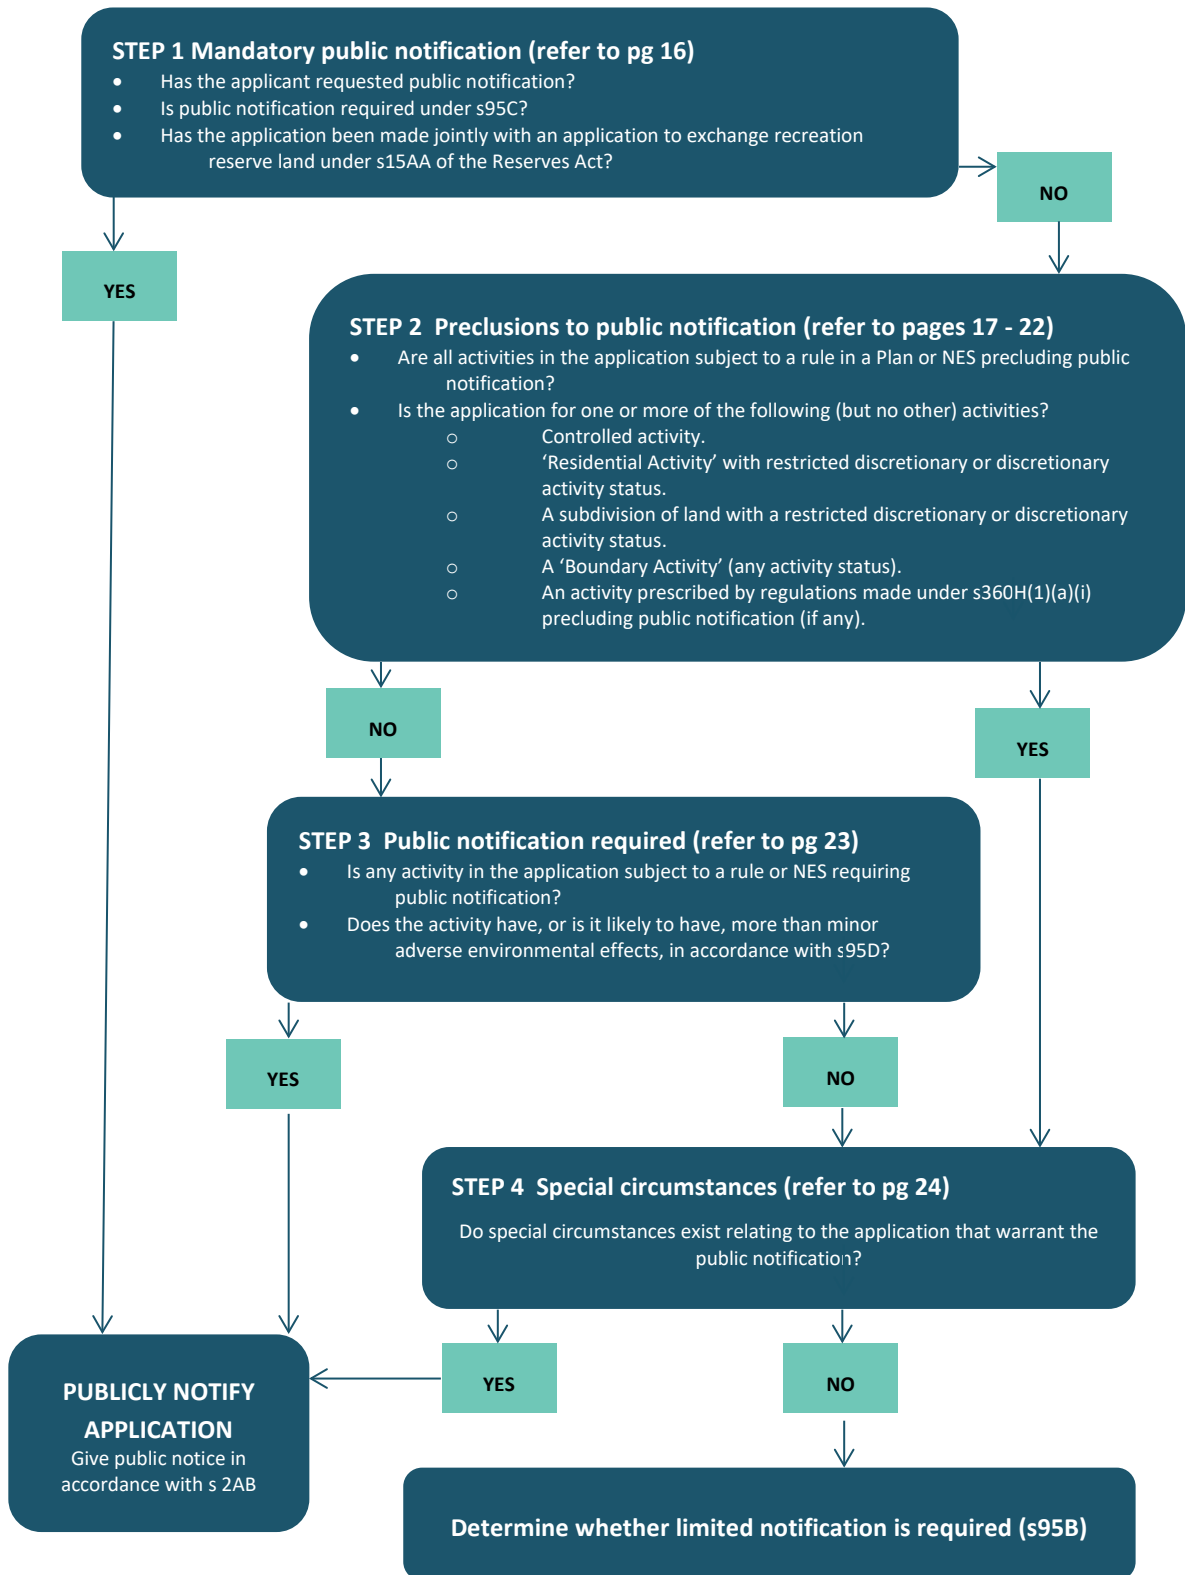 STEP 1 Mandatory public notification (refer to pg 16)
• Has the applicant requested public notification?
• Is public notification required under s95C?
• Has the application been made jointly with an application to exchange recreation
reserve land under s15AA of the Reserves Act?
NO
YES
STEP 2 Preclusions to public notification (refer to pages 17 - 22)
• Are all activities in the application subject to a rule in a Plan or NES precluding public
notification?
• Is the application for one or more of the following (but no other) activities?
o Controlled activity.
o ‘Residential Activity’ with restricted discretionary or discretionary
activity status.
o A subdivision of land with a restricted discretionary or discretionary
activity status.
o A ‘Boundary Activity’ (any activity status).
o An activity prescribed by regulations made under s360H(1)(a)(i)
precluding public notification (if any).
NO
YES
STEP 3 Public notification required (refer to pg 23)
• Is any activity in the application subject to a rule or NES requiring
public notification?
• Does the activity have, or is it likely to have, more than minor
adverse environmental effects, in accordance with s95D?
YES
NO
STEP 4 Special circumstances (refer to pg 24)
Do special circumstances exist relating to the application that warrant the
public notification?
YES
NO
PUBLICLY NOTIFY
APPLICATION
Give public notice in
accordance with s 2AB
Determine whether limited notification is required (s95B)